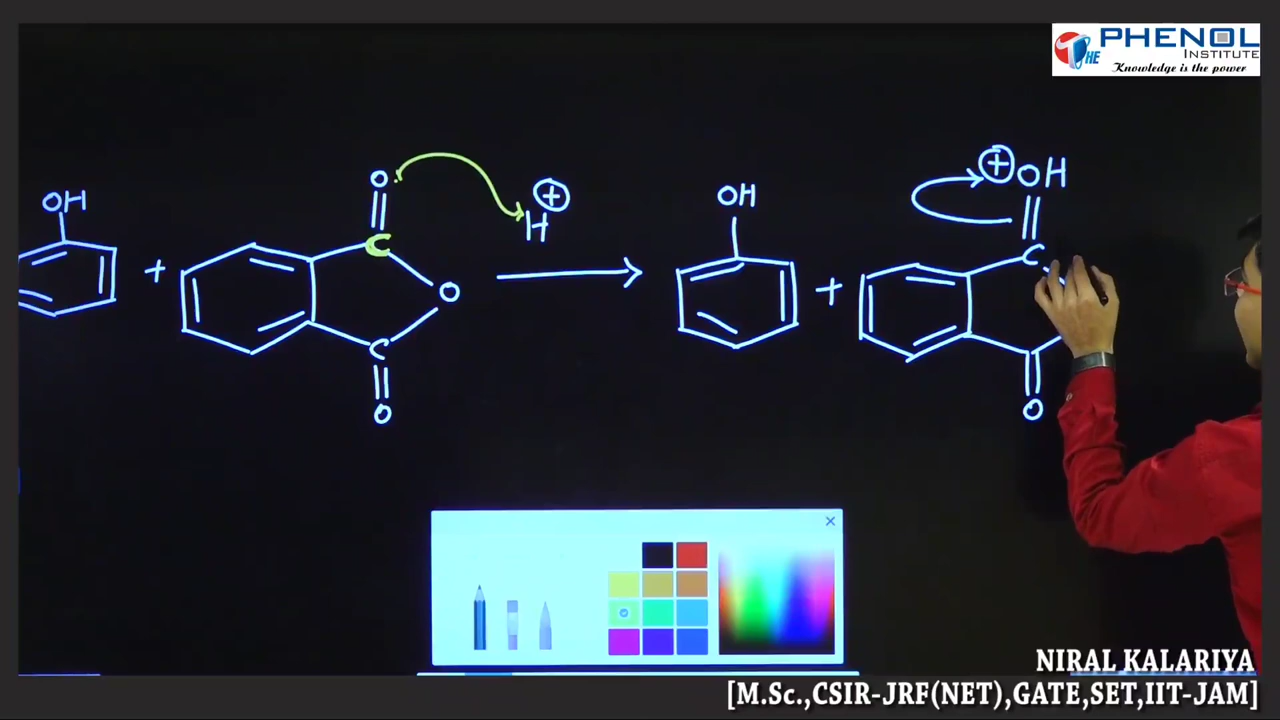 THE PHENOL
INSTITUTE
Knowledge is the power
OH
+
O
C
O
C
O
H
+
OH
+
+
OH
C
O
NIRAL KALARIYA
[M.Sc.,CSIR-JRF(NET),GATE,SET,IIT-JAM]